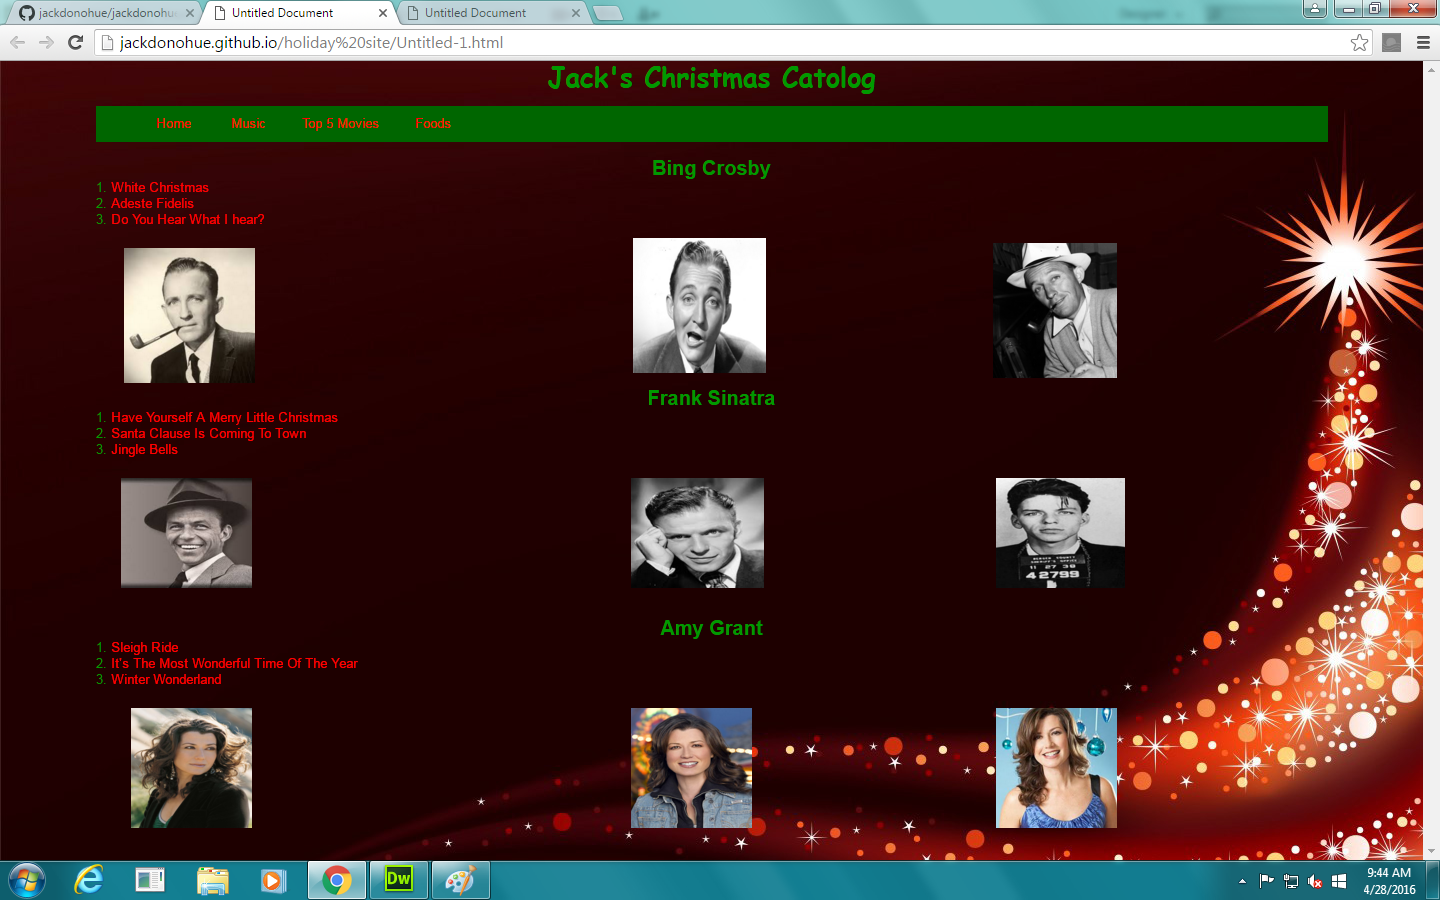 jackdonohue/jackdonohu
Untitled Document
Untitled Document
jackdonohue.github.io/holiday%20site/Untitled-1.html
Jack's Christmas Catolog
Home Music Top 5 Movies Foods
Bing Crosby
1. White Christmas
2. Adeste Fidelis
3. Do You Hear What I hear?
Frank Sinatra
1. Have Yourself A Merry Little Christmas
2. Santa Clause Is Coming To Town
3. Jingle Bells
11 27 38
42799
Amy Grant
1. Sleigh Ride
2. It's The Most Wonderful Time Of The Year
3. Winter Wonderland
Dw
9:44 AM
4/28/2016